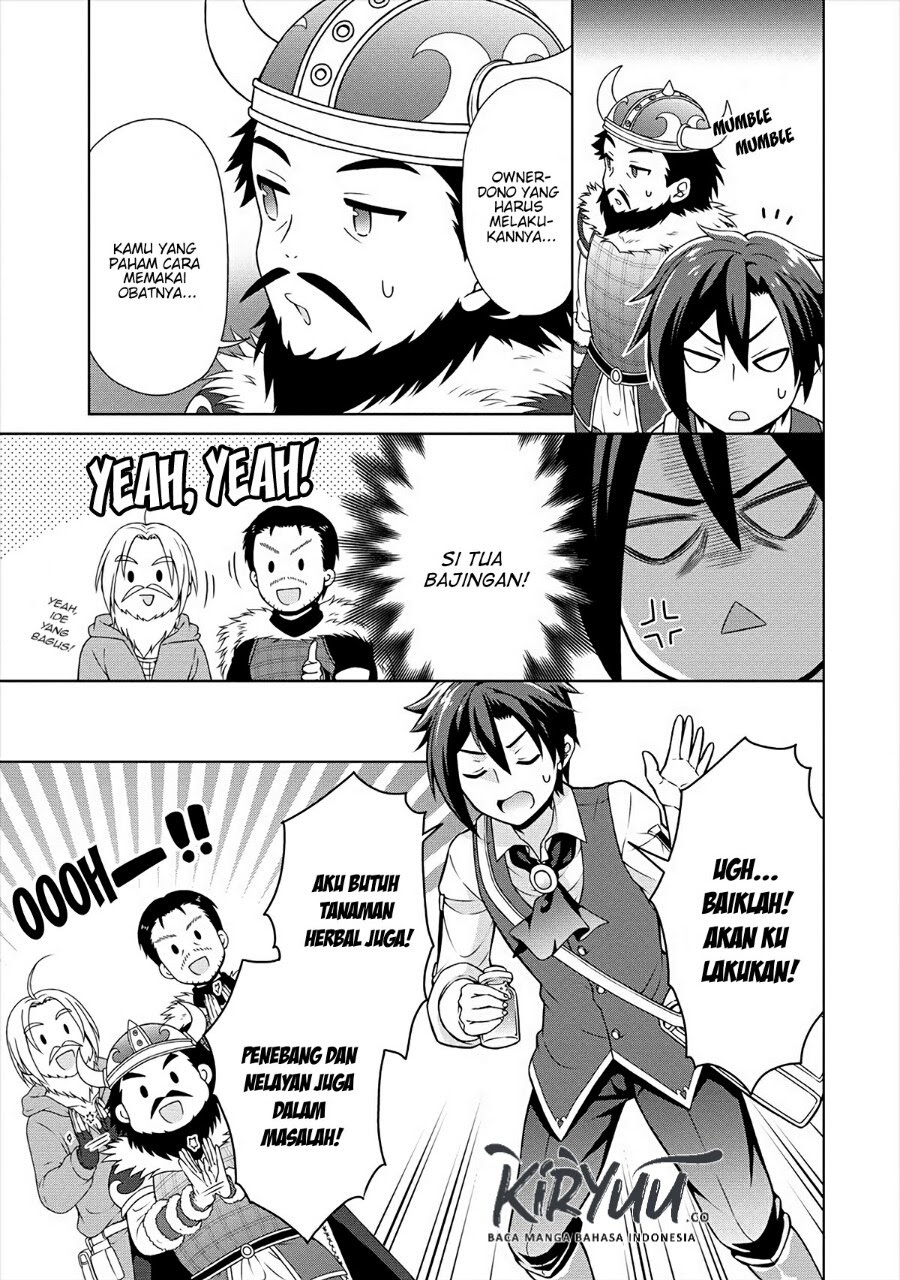 MUMBLE
MUMBLE
OWNER-
DONO YANG
HARUS
MELAKU-
KANNYA...
KAMU YANG
PAHAM CARA
MEMAKAI
OBATNYA...
SI TUA
BAJINGAN!
YEAH, YEAH!
YEAH,
IDE
YANG
BAGUS!
UGH...
BAIKLAH!
AKAN KU
LAKUKAN!
AKU BUTUH
TANAMAN
HERBAL JUGA!
PENEBANG DAN
NELAYAN JUGA
DALAM
MASALAH!
OOOH—!!
KIRYUU.CO
BACA MANGA BAHASA INDONESIA